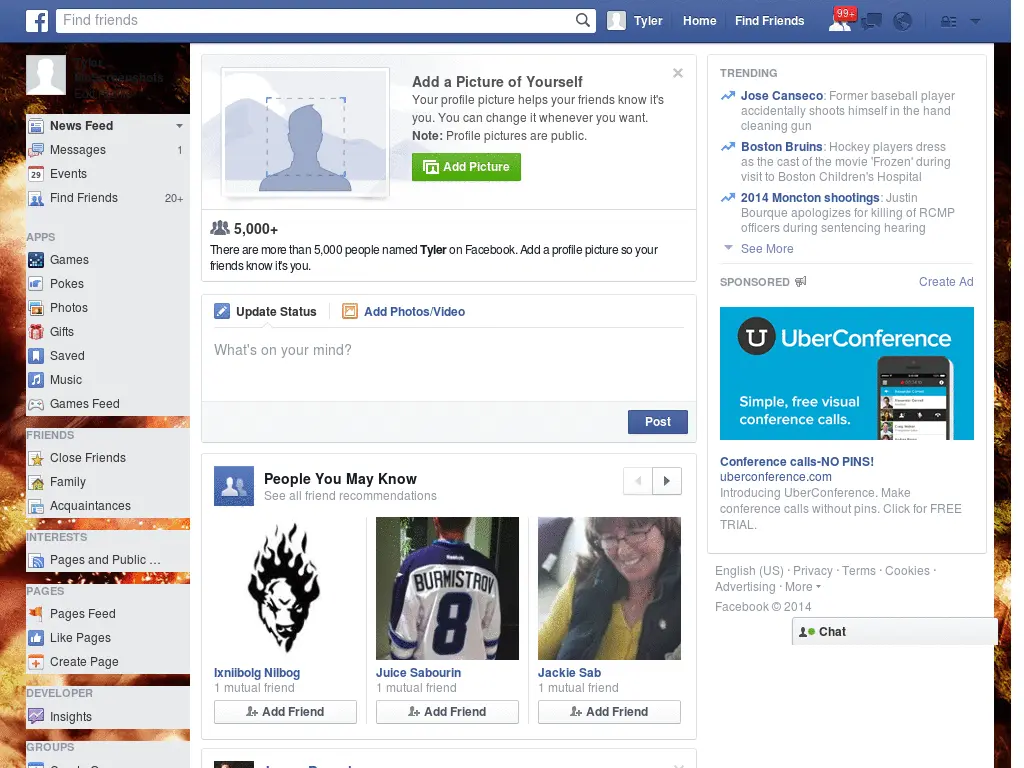 Find friends
Tyler
Home
Find Friends
99+
Tyler
News Feed
Messages 1
29
Events
Find Friends 20+
APPS
Games
Pokes
Photos
Gifts
Saved
Music
Games Feed
FRIENDS
Close Friends
Family
Acquaintances
INTERESTS
Pages and Public ...
PAGES
Pages Feed
Like Pages
Create Page
DEVELOPER
Insights
GROUPS
Add a Picture of Yourself
Your profile picture helps your friends know it's
you. You can change it whenever you want.
Note: Profile pictures are public.
Add Picture
5,000+
There are more than 5,000 people named Tyler on Facebook. Add a profile picture so your
friends know it's you.
Update Status
Add Photos/Video
What's on your mind?
Post
People You May Know
See all friend recommendations
BURMISTROV
8
Ixniibolg Nilbog
1 mutual friend
Add Friend
Juice Sabourin
1 mutual friend
Add Friend
Jackie Sab
1 mutual friend
Add Friend
TRENDING
Jose Canseco: Former baseball player
accidentally shoots himself in the hand
cleaning gun
Boston Bruins: Hockey players dress
as the cast of the movie 'Frozen' during
visit to Boston Children's Hospital
2014 Moncton shootings: Justin
Bourque apologizes for killing of RCMP
officers during sentencing hearing
See More
SPONSORED
Create Ad
UberConference
Simple, free visual
conference calls.
Conference calls-NO PINS!
uberconference.com
Introducing UberConference. Make
conference calls without pins. Click for FREE
TRIAL.
English (US) · Privacy · Terms · Cookies ·
Advertising · More
Facebook © 2014
Chat